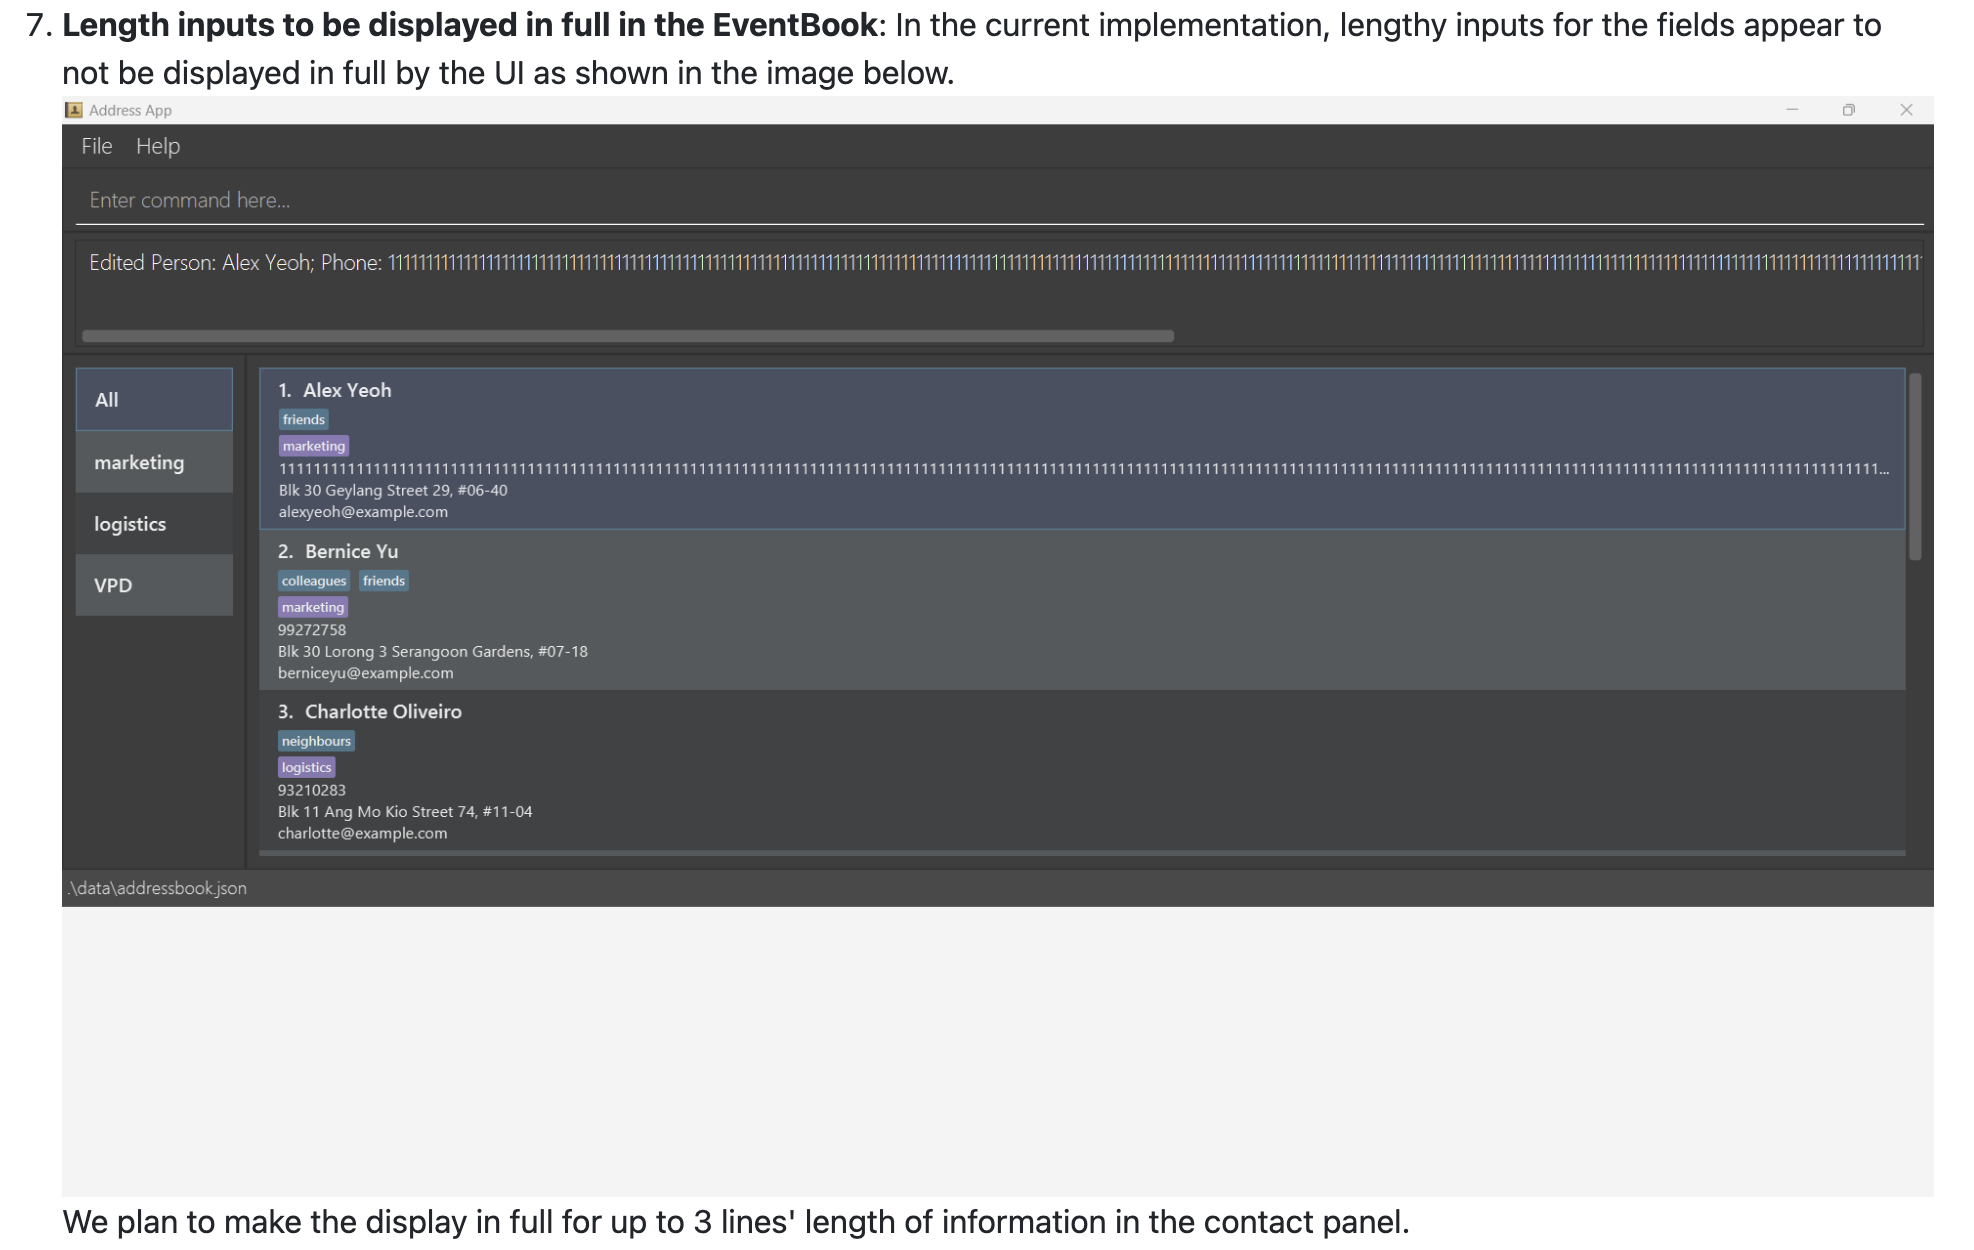 7. Length inputs to be displayed in full in the EventBook: In the current implementation, lengthy inputs for the fields appear to
not be displayed in full by the UI as shown in the image below.
Address App
File Help
Enter command here...
Edited Person: Alex Yeoh; Phone:
All
marketing
logistics
VPD
1. Alex Yeoh
friends
marketing
Blk 30 Geylang Street 29, #06-40
alexyeoh@example.com
2. Bernice Yu
colleagues friends
marketing
99272758
Blk 30 Lorong 3 Serangoon Gardens, #07-18
berniceyu@example.com
3. Charlotte Oliveiro
neighbours
logistics
93210283
Blk 11 Ang Mo Kio Street 74, #11-04
charlotte@example.com
.\data\addressbook.json
We plan to make the display in full for up to 3 lines' length of information in the contact panel.